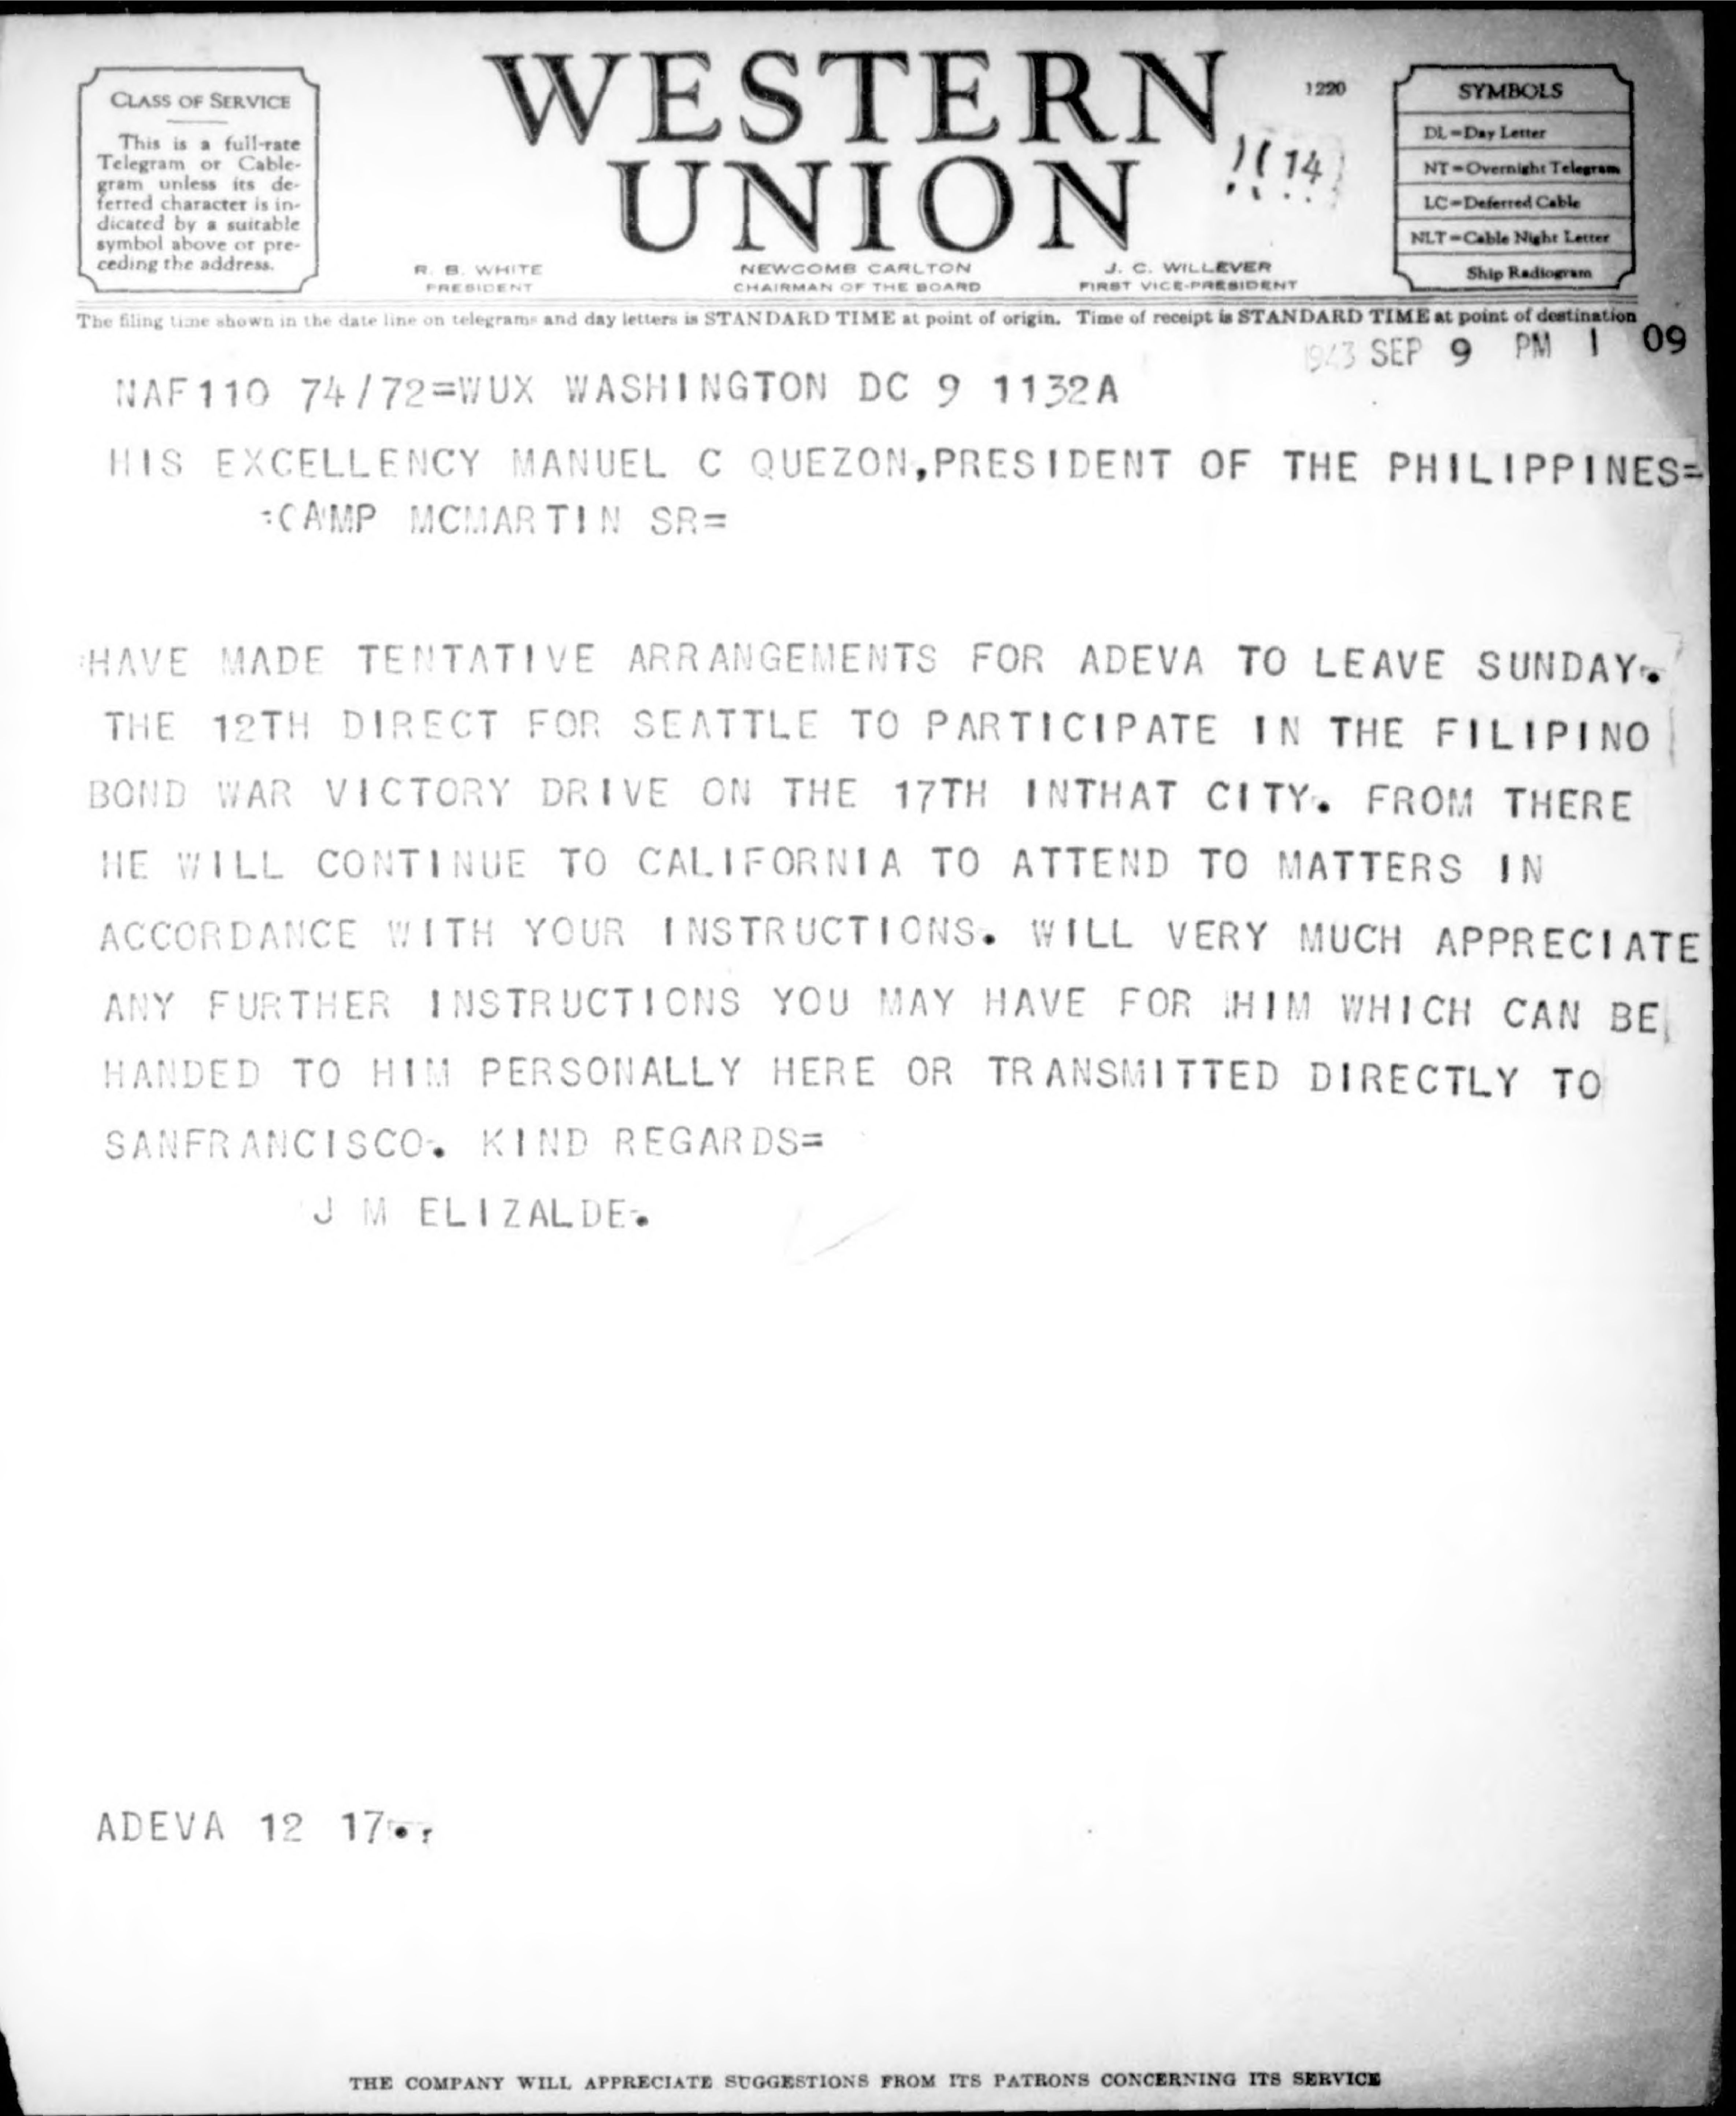 CLASS OF SERVICE
This is a full-rate
Telegram or Cable-
gram unless its de-
ferred character is in-
dicated by a suitable
symbol above or pre-
ceding the address.
WESTERN
UNION
1220
(14)
R. B. WHITE
PRESIDENT
NEWCOMB CARLTON
CHAIRMAN OF THE BOARD
J. C. WILLEVER
FIRST VICE-PRESIDENT
SYMBOLS
DL=Day Letter
NT=Overnight Telegram
LC=Deferred Cable
NLT=Cable Night Letter
Ship Radiogram
The filing time shown in the date line on telegrams and day letters is STANDARD TIME at point of origin. Time of receipt is STANDARD TIME at point of destination
1943 SEP 9 PM 1 09
NAF110 74/72=WUX WASHINGTON DC 9 1132A
HIS EXCELLENCY MANUEL C QUEZON,PRESIDENT OF THE PHILIPPINES=
=CAMP MCMARTIN SR=
HAVE MADE TENTATIVE ARRANGEMENTS FOR ADEVA TO LEAVE SUNDAY.
THE 12TH DIRECT FOR SEATTLE TO PARTICIPATE IN THE FILIPINO
BOND WAR VICTORY DRIVE ON THE 17TH INTHAT CITY. FROM THERE
HE WILL CONTINUE TO CALIFORNIA TO ATTEND TO MATTERS IN
ACCORDANCE WITH YOUR INSTRUCTIONS. WILL VERY MUCH APPRECIATE
ANY FURTHER INSTRUCTIONS YOU MAY HAVE FOR HIM WHICH CAN BE
HANDED TO HIM PERSONALLY HERE OR TRANSMITTED DIRECTLY TO
SANFRANCISCO. KIND REGARDS=
J M ELIZALDE.
ADEVA 12 17..
THE COMPANY WILL APPRECIATE SUGGESTIONS FROM ITS PATRONS CONCERNING ITS SERVICE